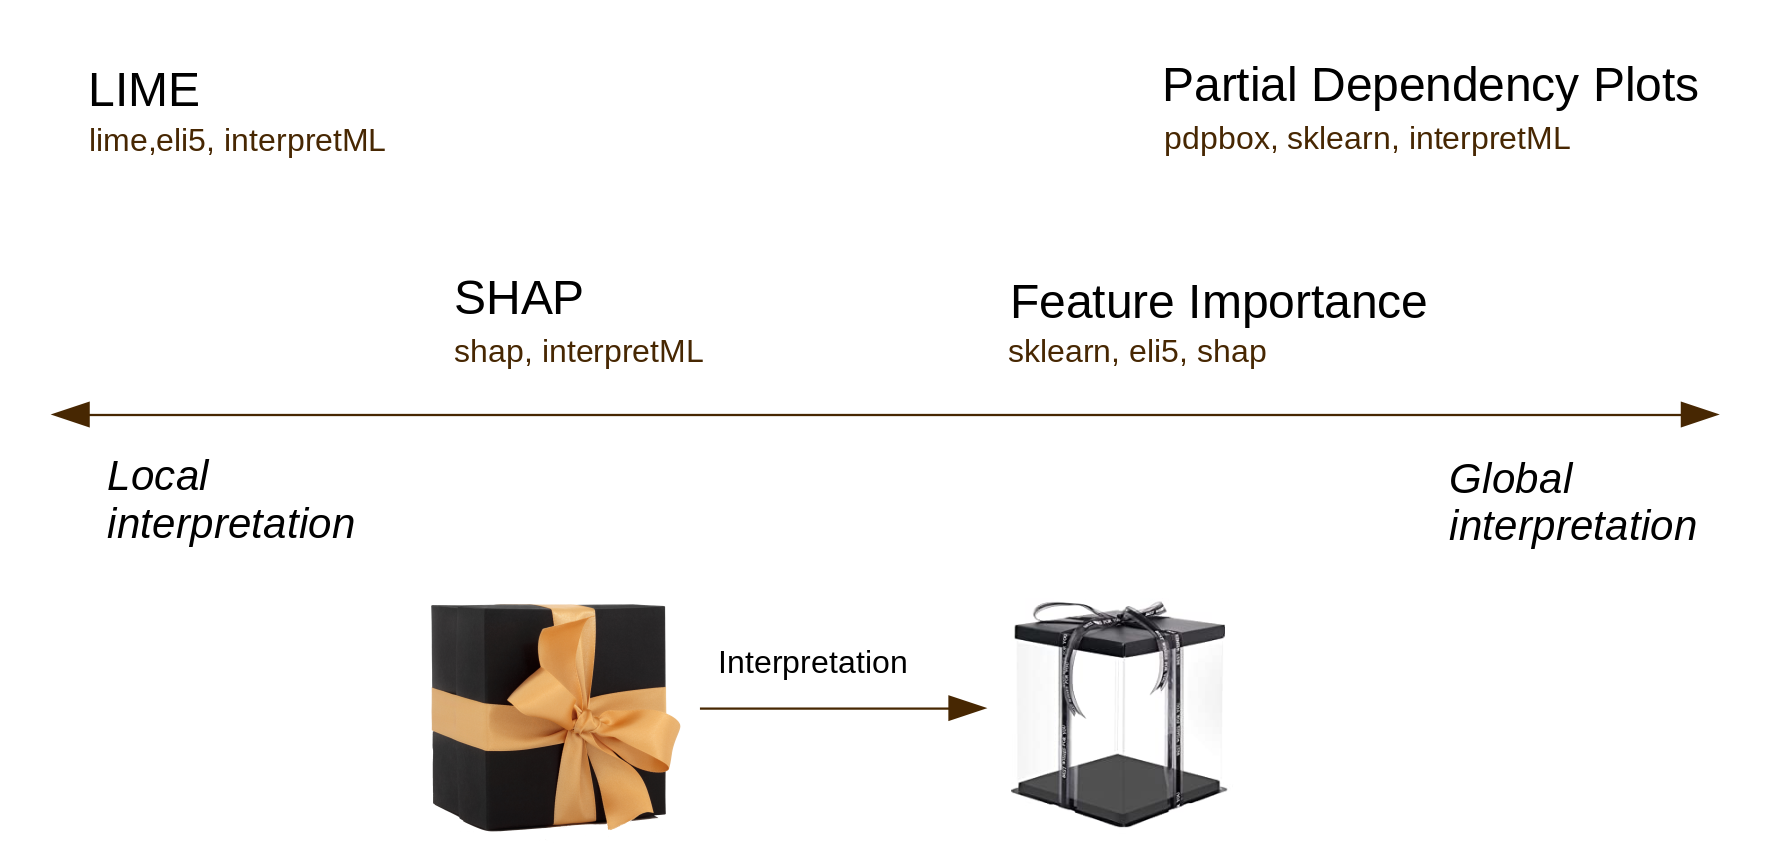 LIME
lime,eli5, interpretML
Partial Dependency Plots
pdpbox, sklearn, interpretML
SHAP
shap, interpretML
Feature Importance
sklearn, eli5, shap
Local
interpretation
Global
interpretation
Interpretation